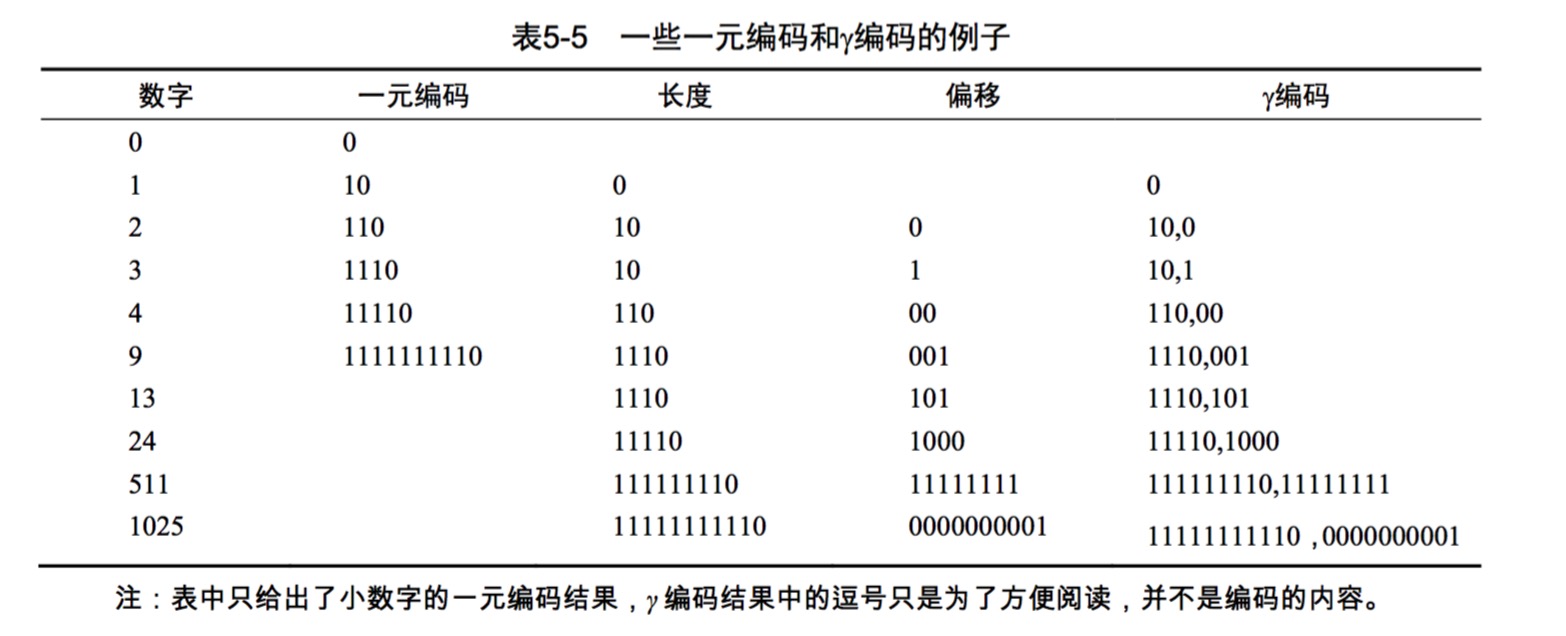 表5-5 一些一元编码和γ编码的例子
数字 一元编码 长度 偏移 γ编码
0 0
1 10 0 0
2 110 10 0 10,0
3 1110 10 1 10,1
4 11110 110 00 110,00
9 1111111110 1110 001 1110,001
13 1110 101 1110,101
24 11110 1000 11110,1000
511 111111110 11111111 111111110,11111111
1025 11111111110 0000000001 11111111110 ,0000000001
注：表中只给出了小数字的一元编码结果，γ 编码结果中的逗号只是为了方便阅读，并不是编码的内容。